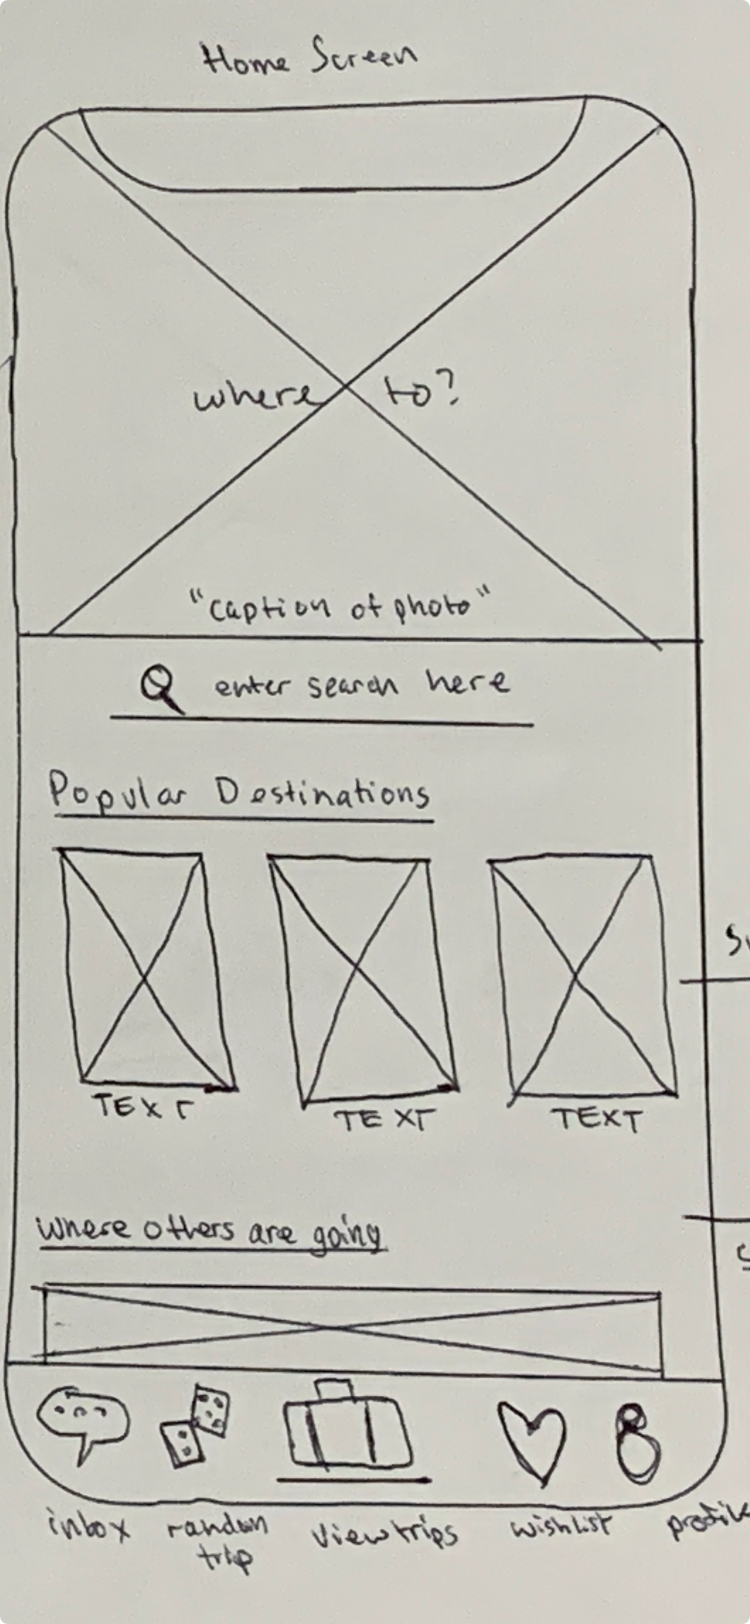 Home Screen
where to?
"caption of photo"
enter search here
Popular Destinations
TEXT TEXT TEXT
where others are going
inbox random trip view trips wishlist